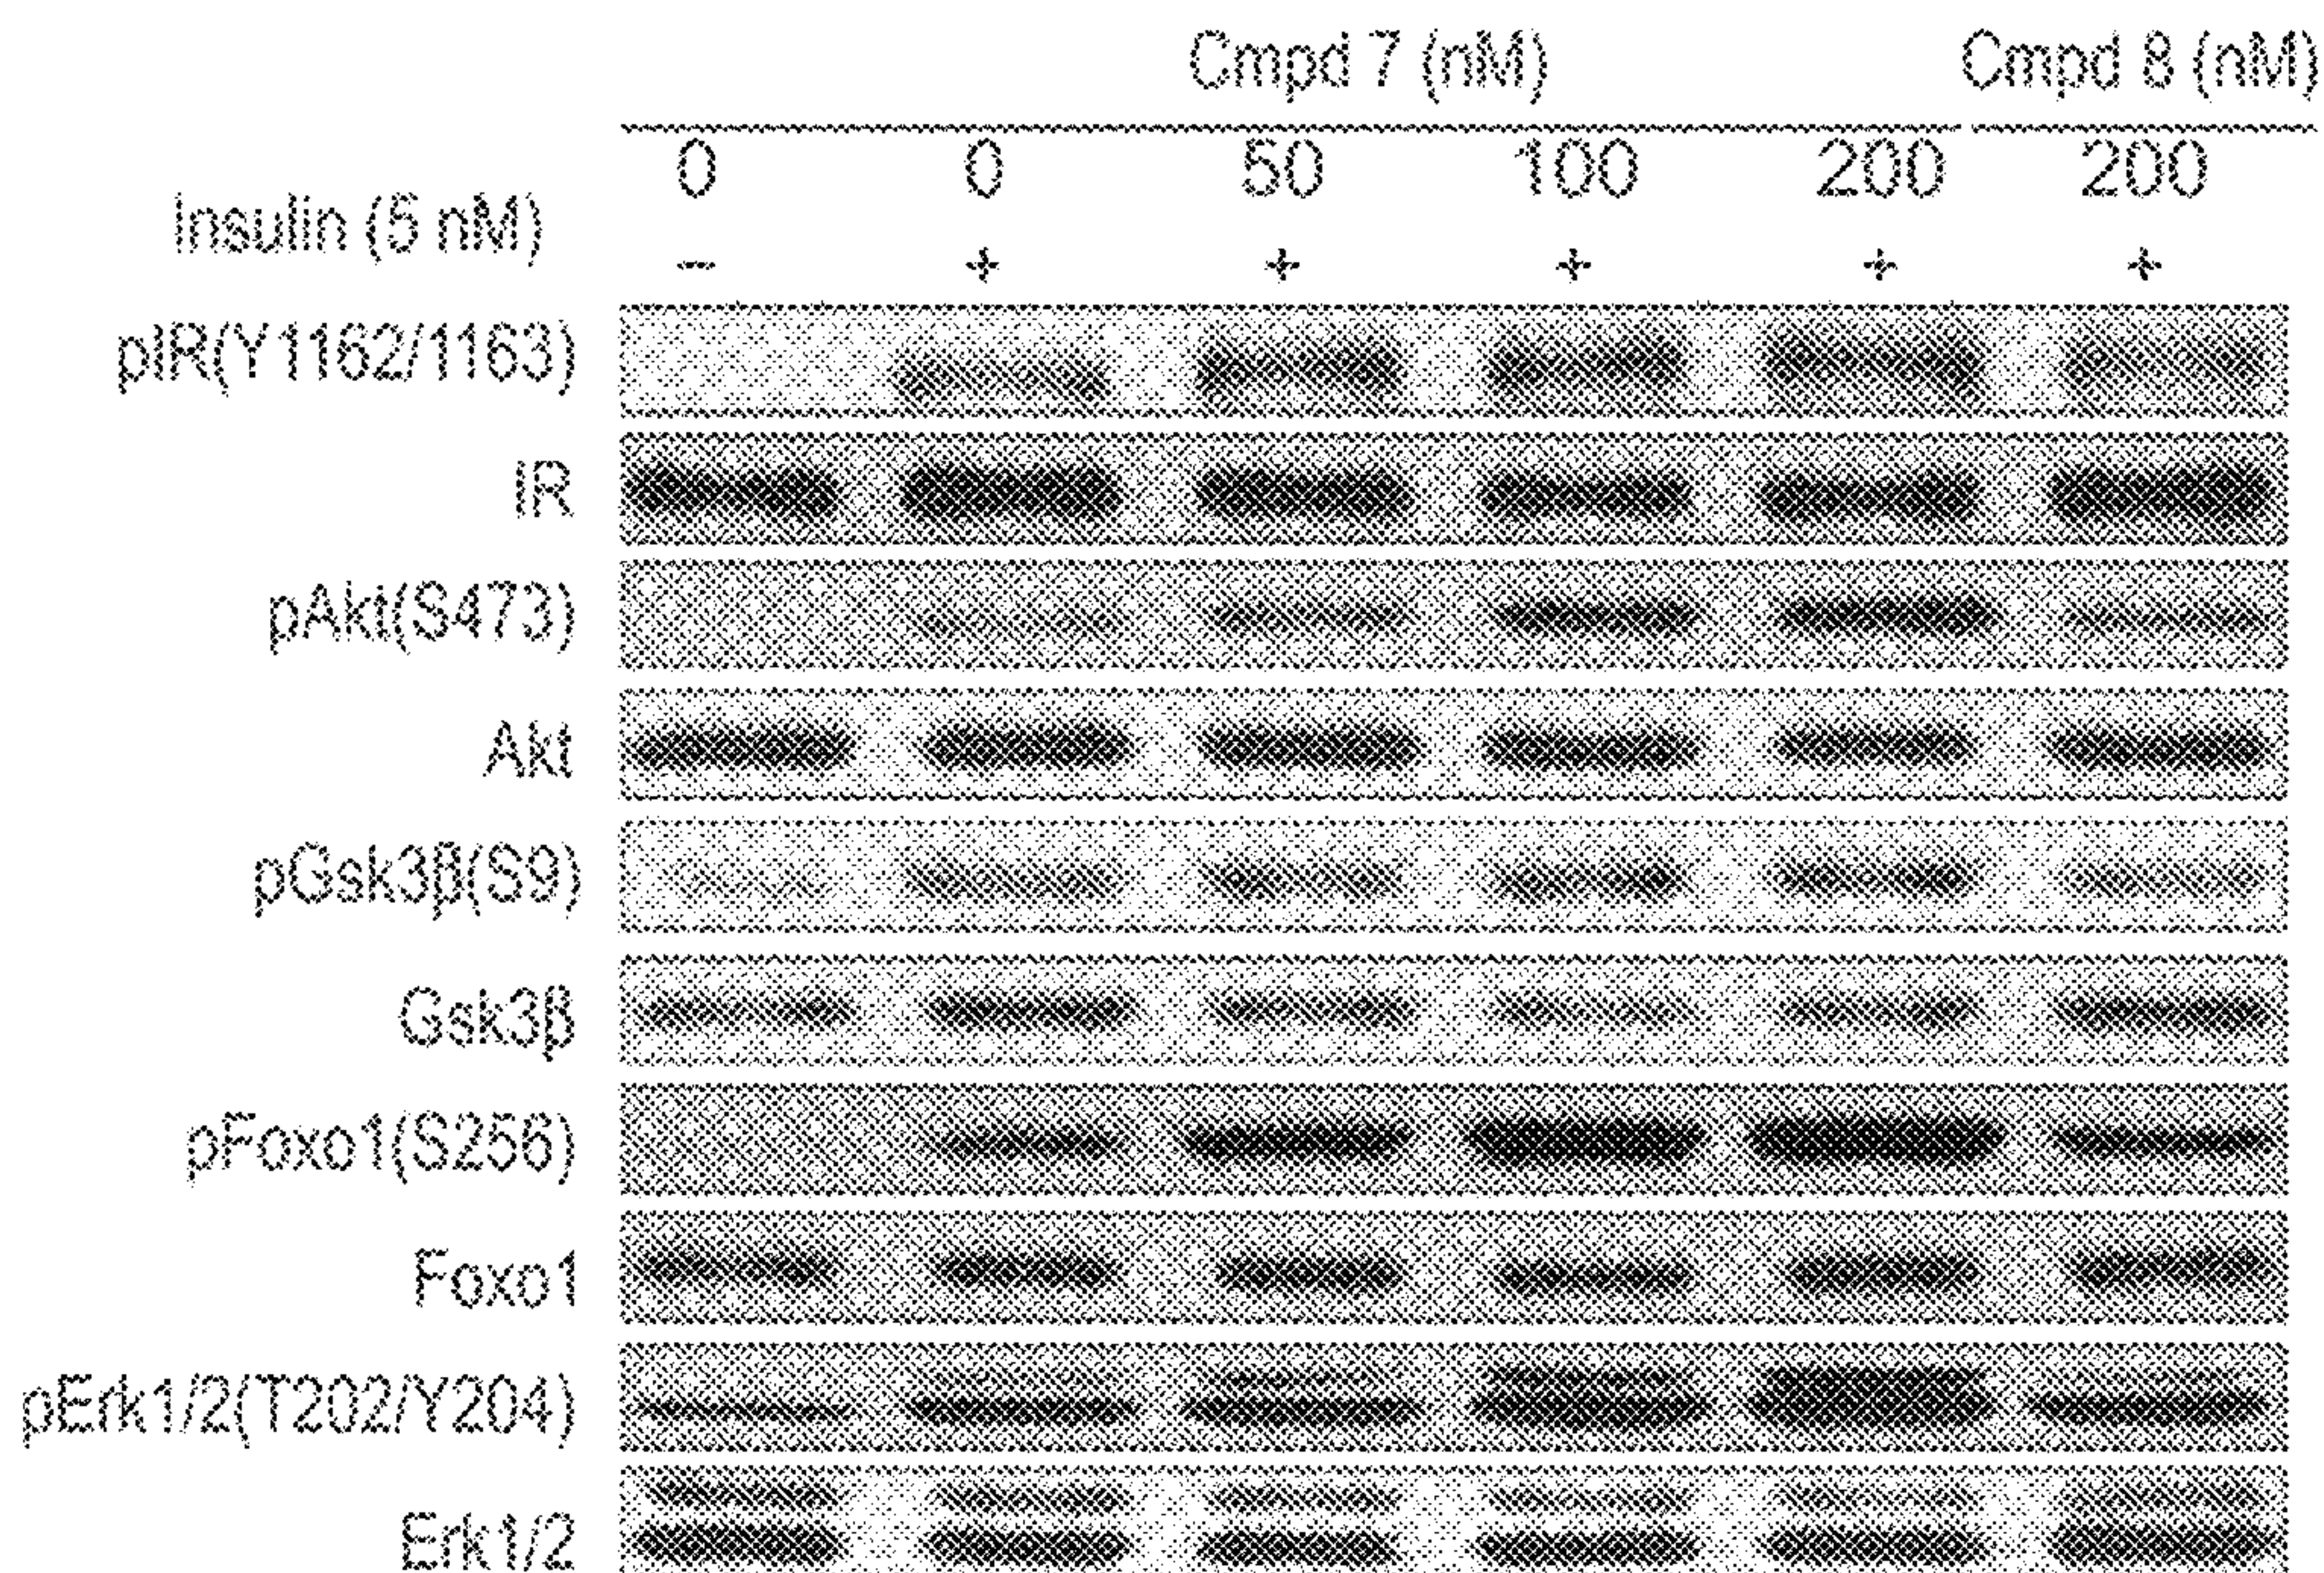 Cmpd 7 (nM) Cmpd 8 (nM)
0 0 50 100 200 200
Insulin (5 nM) - + + + + +
pIR(Y1162/1163)
IR
pAkt(S473)
Akt
pGsk3β(S9)
Gsk3β
pFoxo1(S256)
Foxo1
pErk1/2(T202/Y204)
Erk1/2